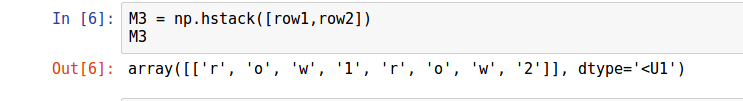 In [6]: M3 = np.hstack([row1,row2])
M3
Out[6]: array([['r', 'o', 'w', '1', 'r', 'o', 'w', '2']], dtype='<U1')